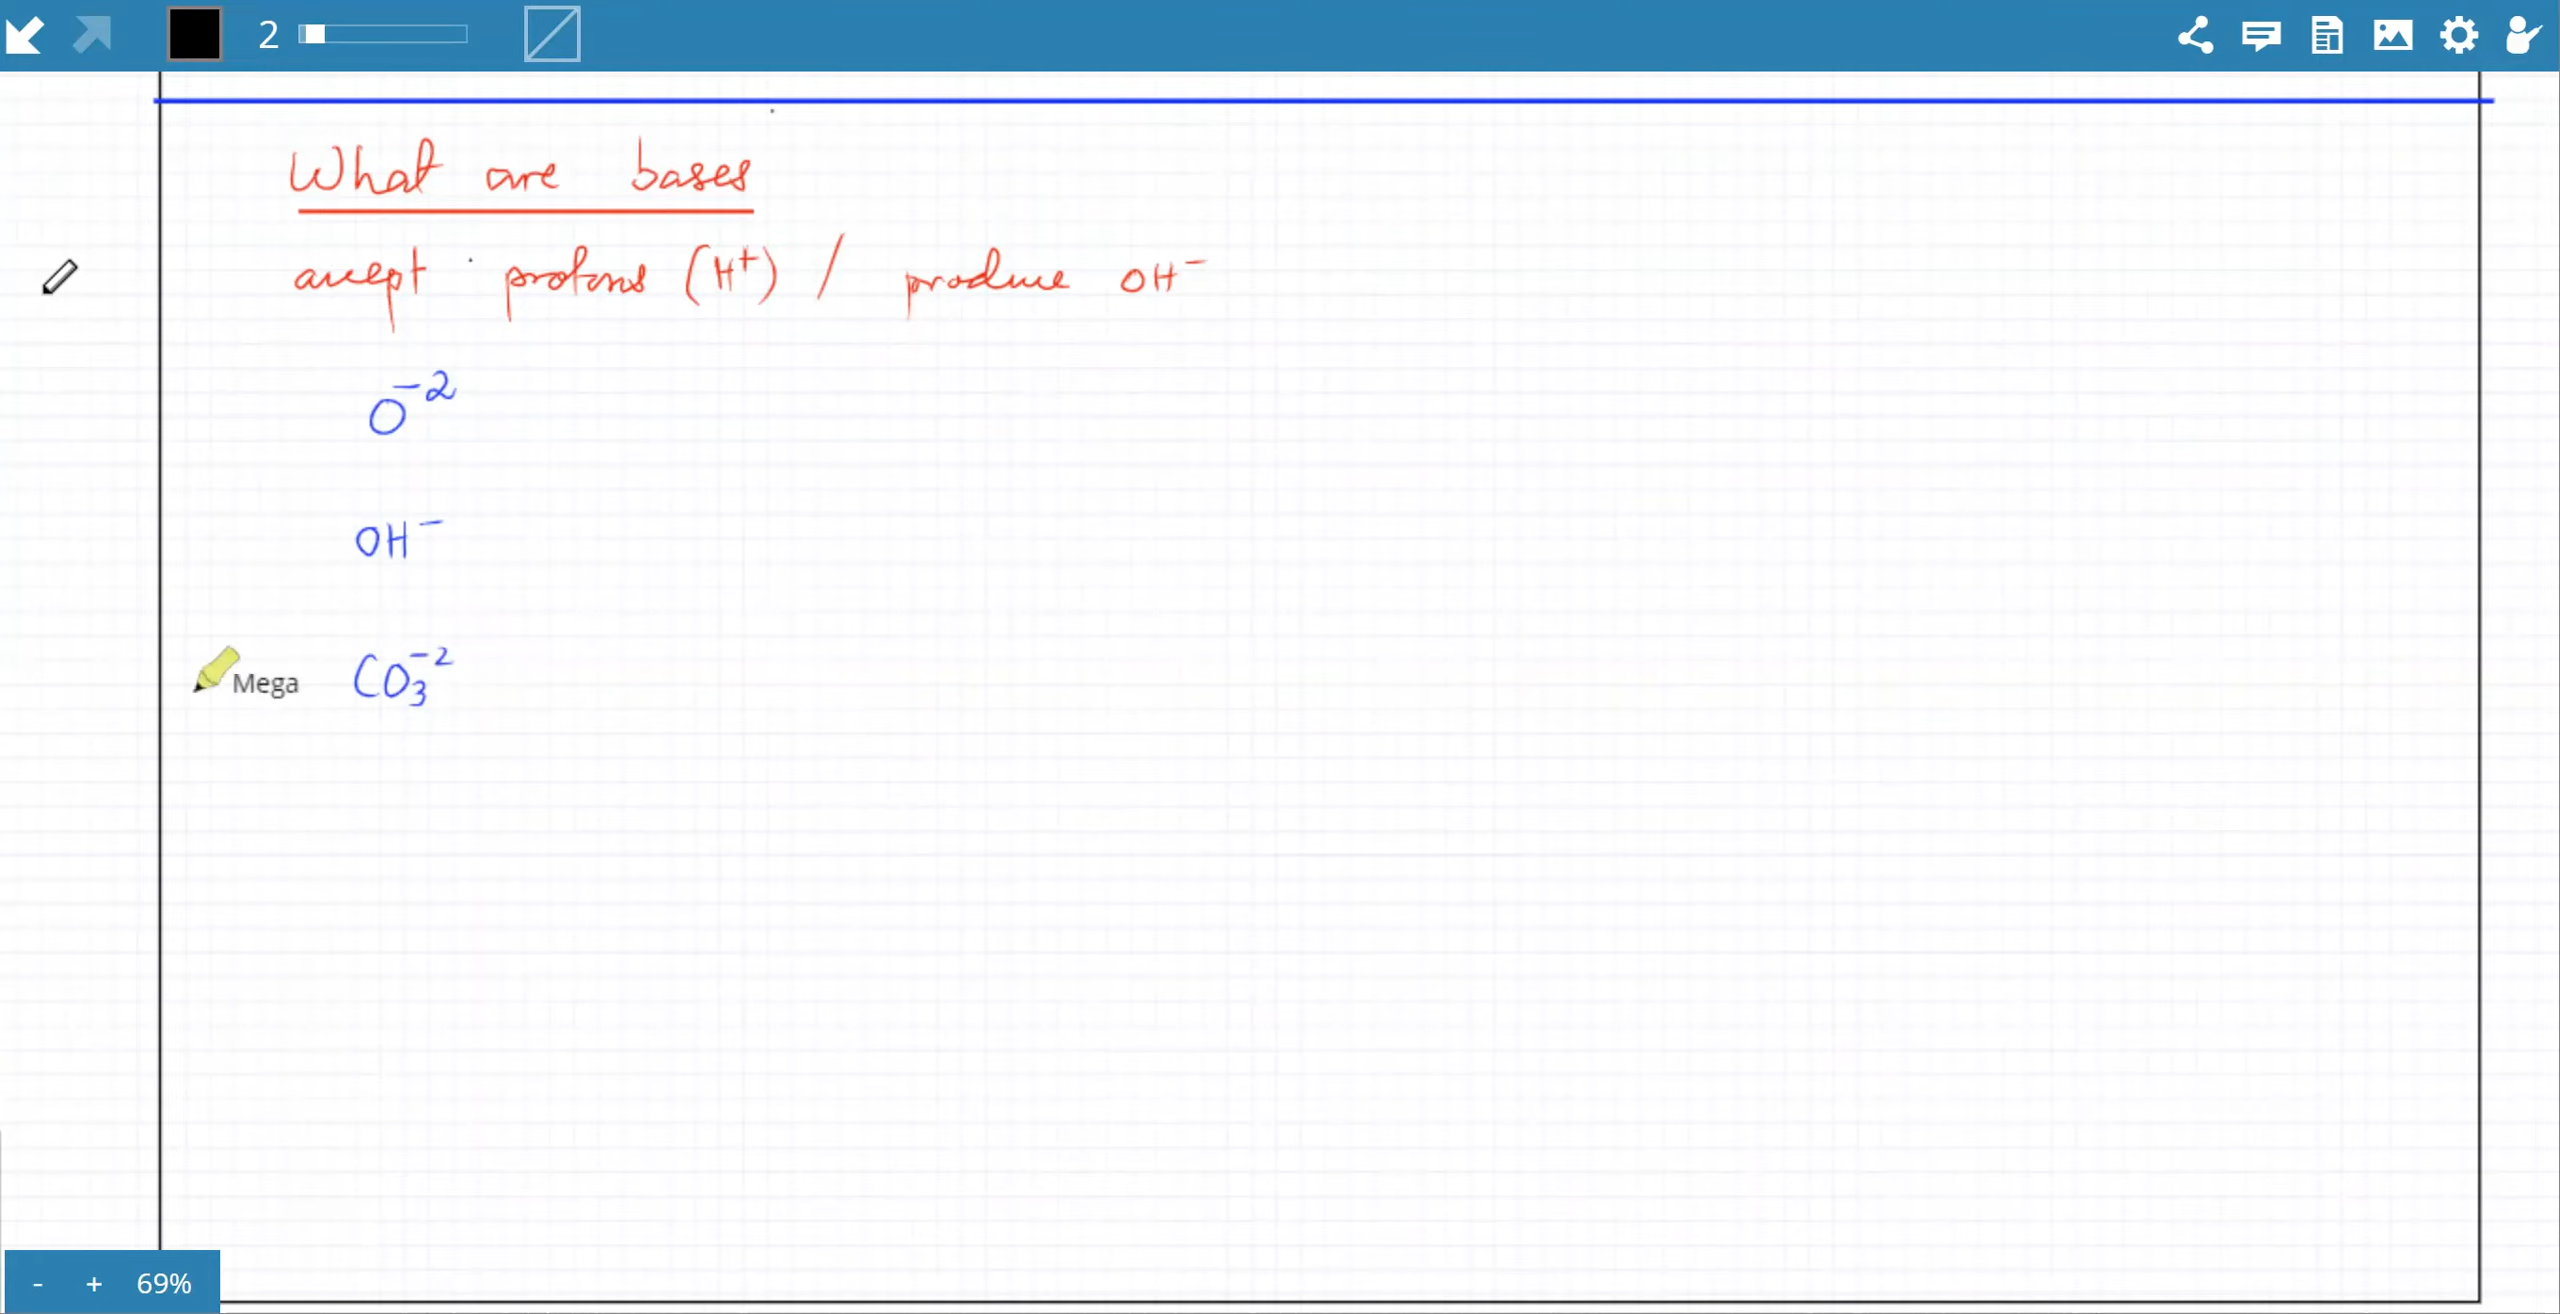 2
What are bases
accept protons (H⁺) / produce OH⁻
O⁻²
OH⁻
Mega CO₃⁻²
- + 69%